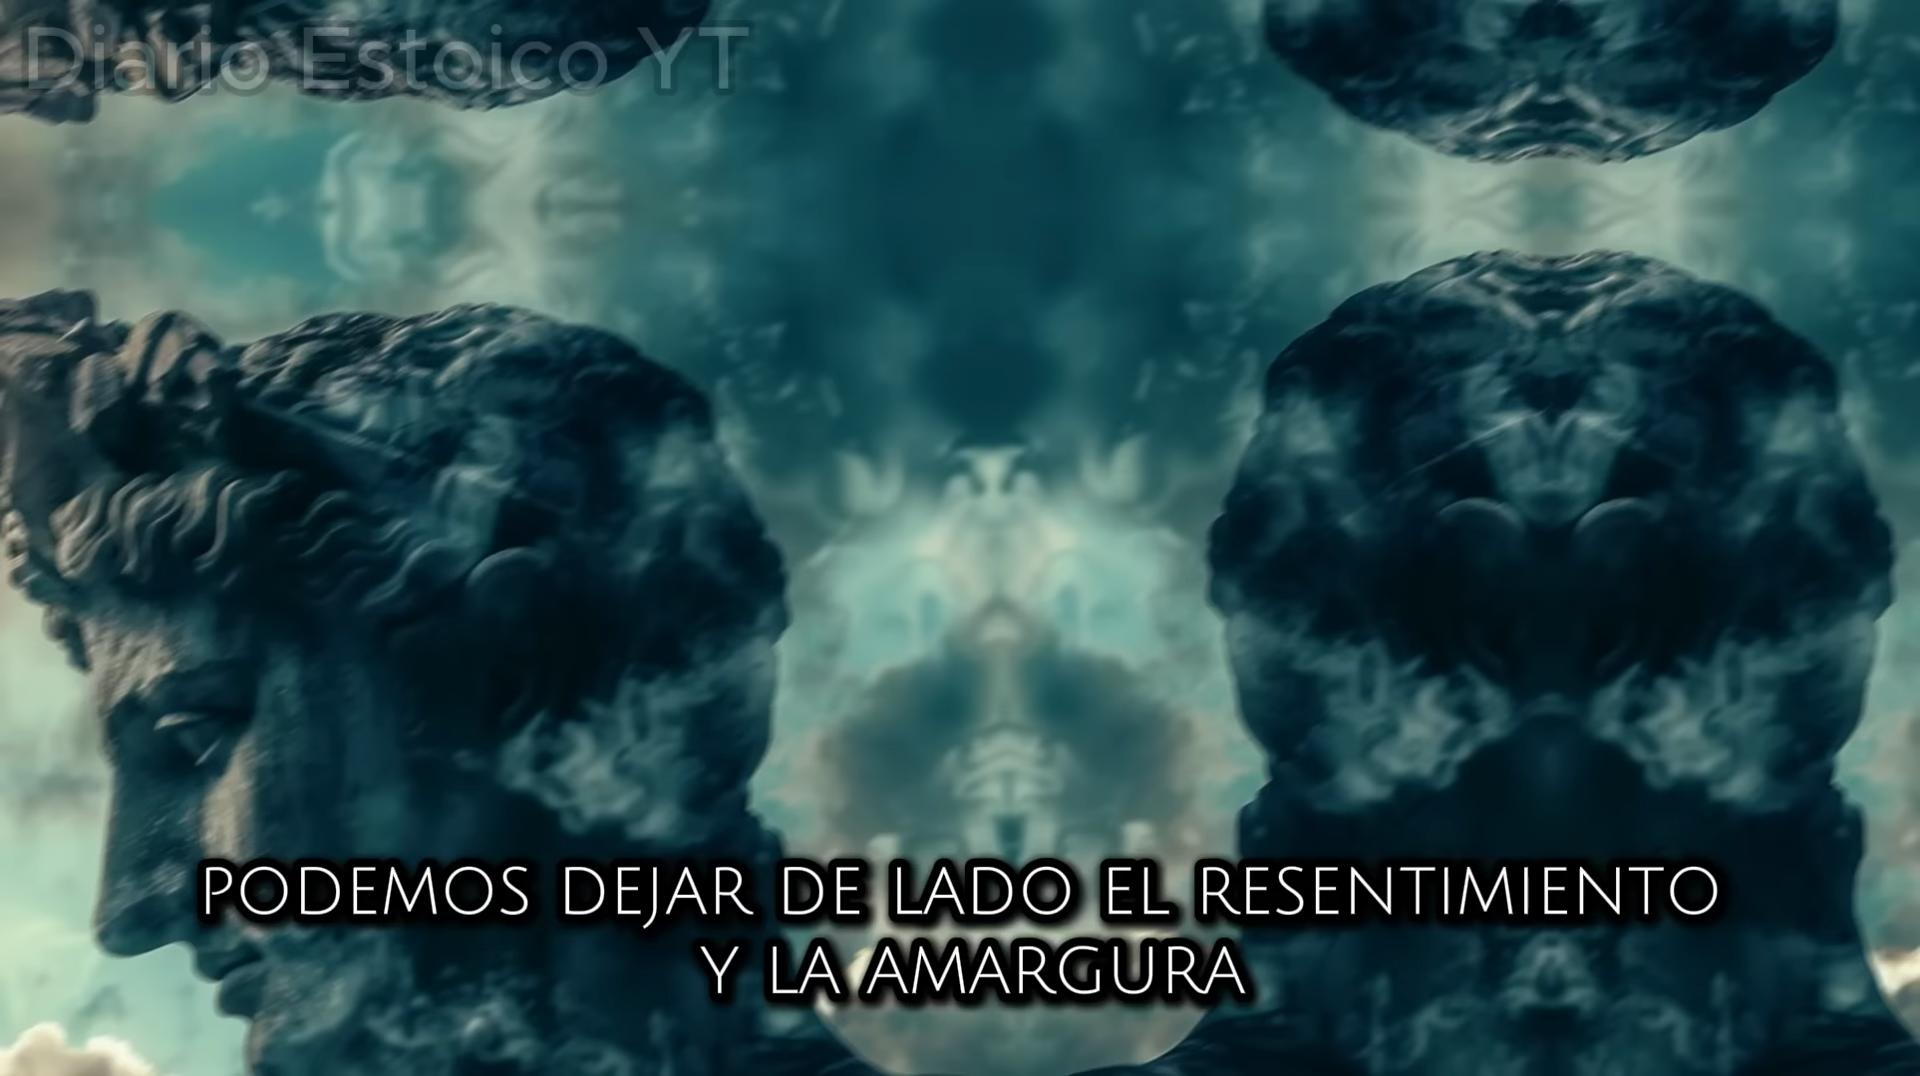 Diario Estoico YT
PODEMOS DEJAR DE LADO EL RESENTIMIENTO
Y LA AMARGURA